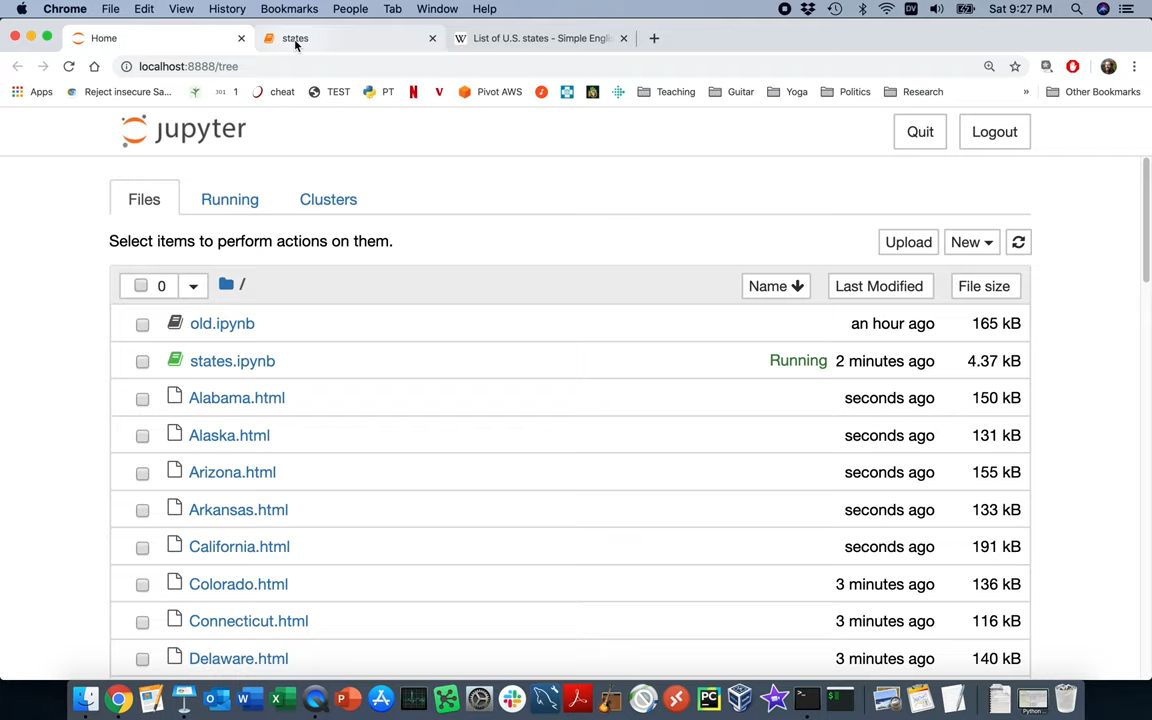 Chrome File Edit View History Bookmarks People Tab Window Help Sat 9:27 PM
Home states List of U.S. states - Simple Engli
localhost:8888/tree
Apps Reject insecure Sa... 301 1 cheat TEST PT N V Pivot AWS Teaching Guitar Yoga Politics Research » Other Bookmarks
jupyter Quit Logout
Files Running Clusters
Select items to perform actions on them. Upload New
0 / Name Last Modified File size
old.ipynb an hour ago 165 kB
states.ipynb Running 2 minutes ago 4.37 kB
Alabama.html seconds ago 150 kB
Alaska.html seconds ago 131 kB
Arizona.html seconds ago 155 kB
Arkansas.html seconds ago 133 kB
California.html seconds ago 191 kB
Colorado.html 3 minutes ago 136 kB
Connecticut.html 3 minutes ago 116 kB
Delaware.html 3 minutes ago 140 kB